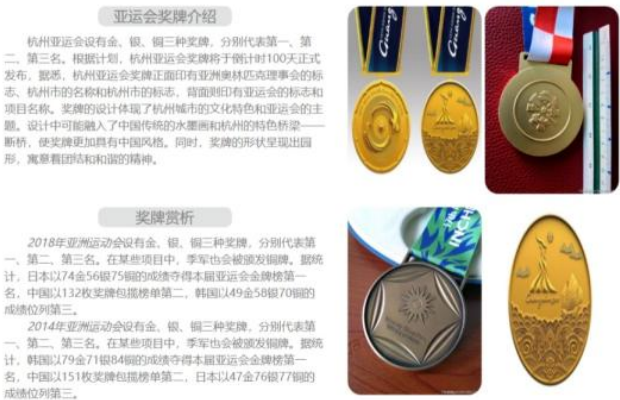 亚运会奖牌介绍
杭州亚运会设有金、银、铜三种奖牌，分别代表第一、第
二、第三名。根据计划，杭州亚运会奖牌将于倒计时100天正式
发布，据悉，杭州亚运会奖牌正面印有亚洲奥林匹克理事会的标
志、杭州市的名称和杭州市的标志，背面则印有亚运会的标志和
项目名称。奖牌的设计体现了杭州城市的文化特色和亚运会的主
题。设计中可能融入了中国传统的水墨画和杭州的特色桥梁——
断桥，使奖牌更加具有中国风格。同时，奖牌的形状呈现出园
形，寓意着团结和和谐的精神。
Guang
Guang
奖牌赏析
2018年亚洲运动会设有金、银、铜三种奖牌，分别代表第
一、第二、第三名。在某些项目中，季军也会被颁发铜牌。据统
计，日本以74金56银75铜的成绩夺得本届亚运会金牌榜第一
名，中国以132枚奖牌包揽榜单第二，韩国以49金58银70铜的
成绩位列第三。
2014年亚洲运动会设有金、银、铜三种奖牌，分别代表第
一、第二、第三名。在某些项目中，季军也会被颁发铜牌。据统
计，韩国以79金71银84铜的成绩夺得本届亚运会金牌榜第一
名，中国以151枚奖牌包揽榜单第二，日本以47金76银77铜的
成绩位列第三。
INCH